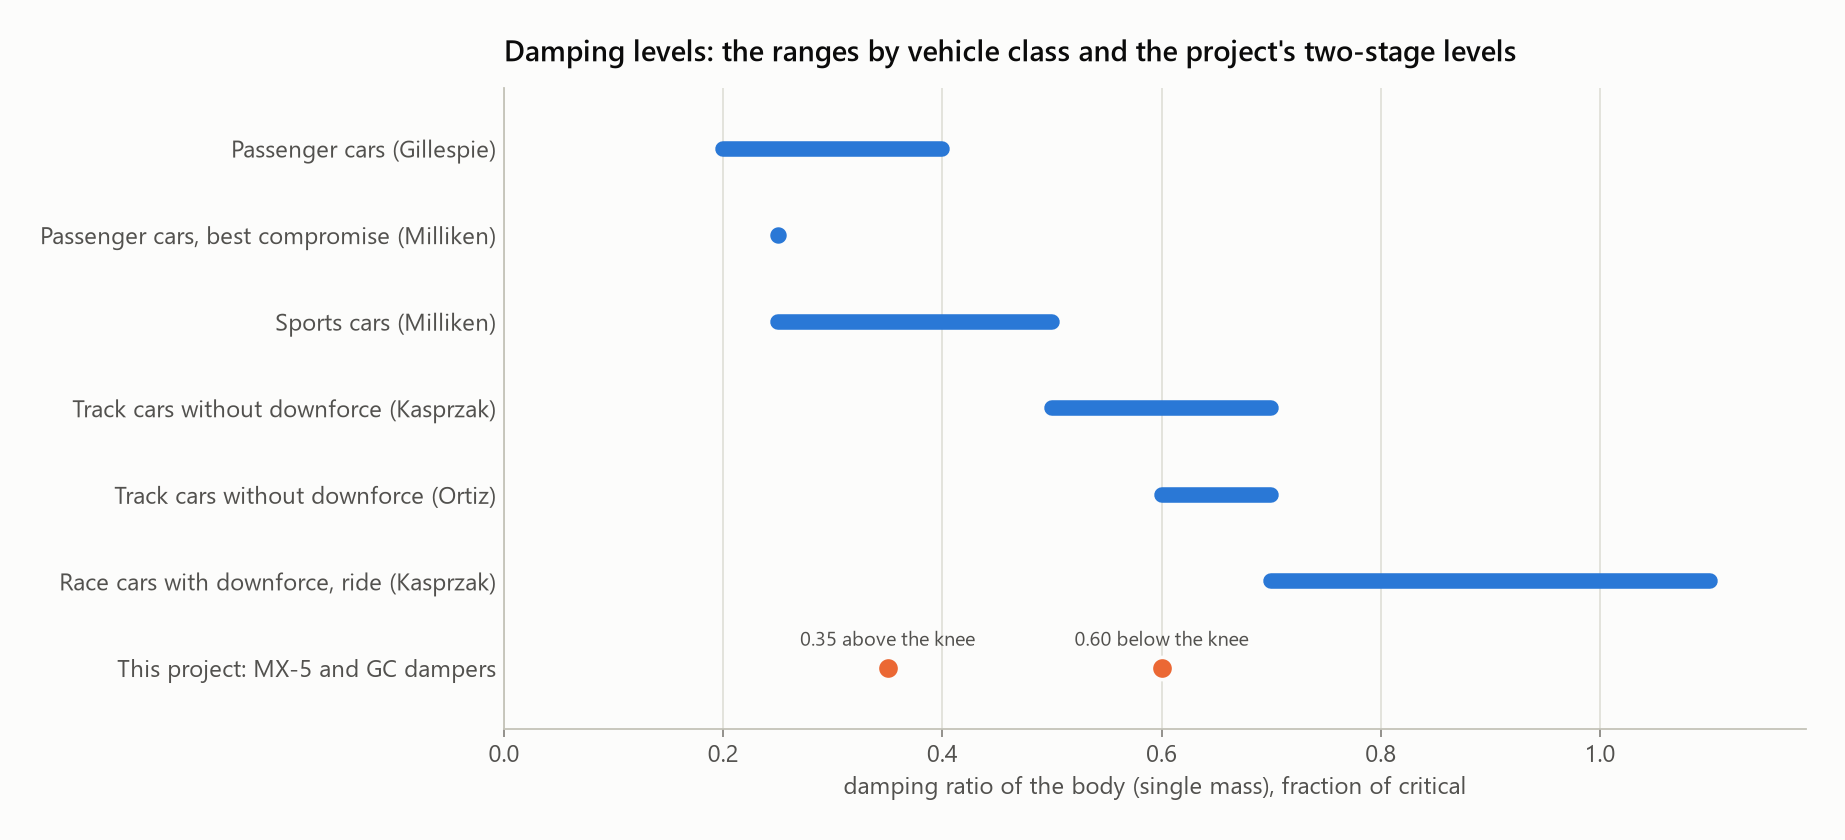 Damping levels: the ranges by vehicle class and the project's two-stage levels
Passenger cars (Gillespie)
Passenger cars, best compromise (Milliken)
Sports cars (Milliken)
Track cars without downforce (Kasprzak)
Track cars without downforce (Ortiz)
Race cars with downforce, ride (Kasprzak)
0.35 above the knee
0.60 below the knee
This project: MX-5 and GC dampers
0.0 0.2 0.4 0.6 0.8 1.0
damping ratio of the body (single mass), fraction of critical